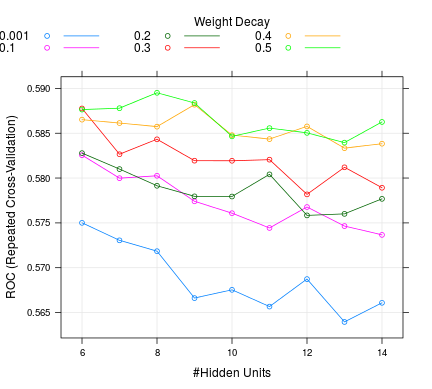 Weight Decay
0.001 0.2 0.4
0.1 0.3 0.5
0.590
0.585
0.580
0.575
0.570
0.565
ROC (Repeated Cross-Validation)
6 8 10 12 14
#Hidden Units